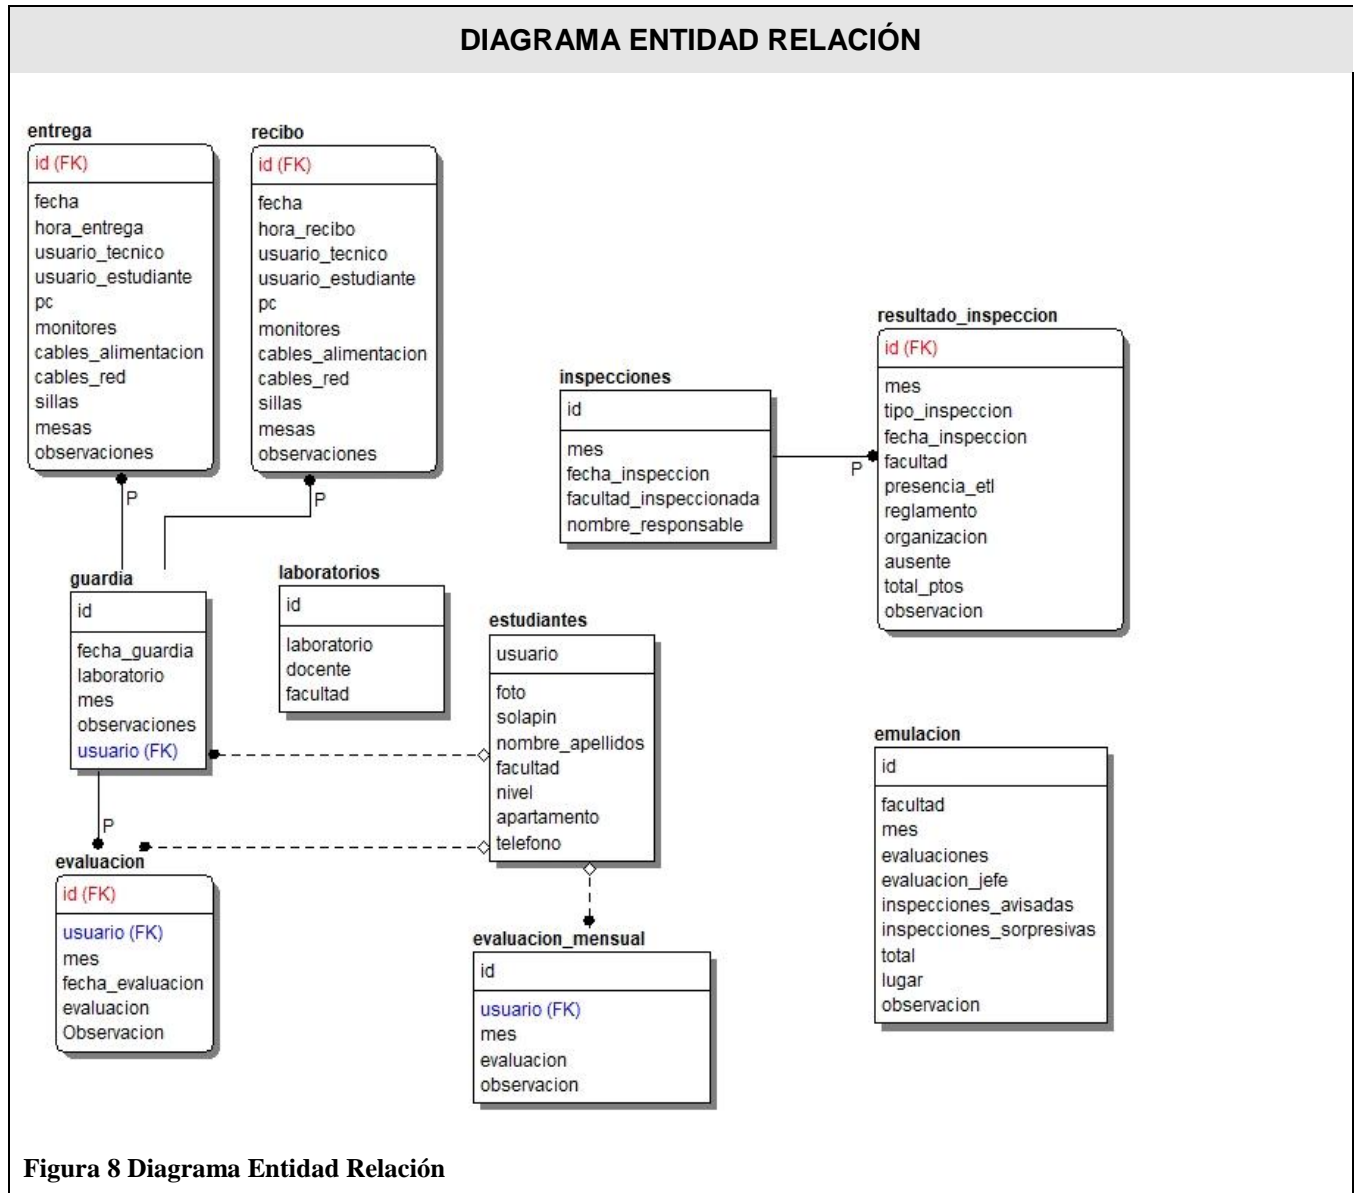 DIAGRAMA ENTIDAD RELACIÓN
entrega
id (FK)
fecha
hora_entrega
usuario_tecnico
usuario_estudiante
pc
monitores
cables_alimentacion
cables_red
sillas
mesas
observaciones
P
recibo
id (FK)
fecha
hora_recibo
usuario_tecnico
usuario_estudiante
pc
monitores
cables_alimentacion
cables_red
sillas
mesas
observaciones
P
inspecciones
id
mes
fecha_inspeccion
facultad_inspeccionada
nombre_responsable
P
resultado_inspeccion
id (FK)
mes
tipo_inspeccion
fecha_inspeccion
facultad
presencia_etl
reglamento
organizacion
ausente
total_ptos
observacion
guardia
id
fecha_guardia
laboratorio
mes
observaciones
usuario (FK)
P
laboratorios
id
laboratorio
docente
facultad
estudiantes
usuario
foto
solapin
nombre_apellidos
facultad
nivel
apartamento
telefono
emulacion
id
facultad
mes
evaluaciones
evaluacion_jefe
inspecciones_avisadas
inspecciones_sorpresivas
total
lugar
observacion
evaluacion
id (FK)
usuario (FK)
mes
fecha_evaluacion
evaluacion
Observacion
evaluacion_mensual
id
usuario (FK)
mes
evaluacion
observacion
Figura 8 Diagrama Entidad Relación